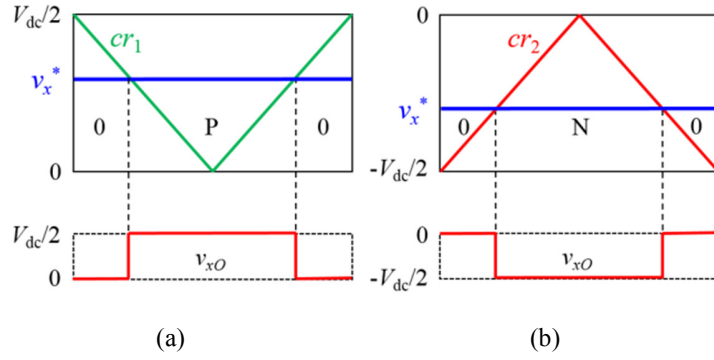 V_dc/2
cr_1
v_x*
0 P 0
0
V_dc/2
v_xO
0
(a)
0
cr_2
v_x*
0 N 0
-V_dc/2
0
v_xO
-V_dc/2
(b)